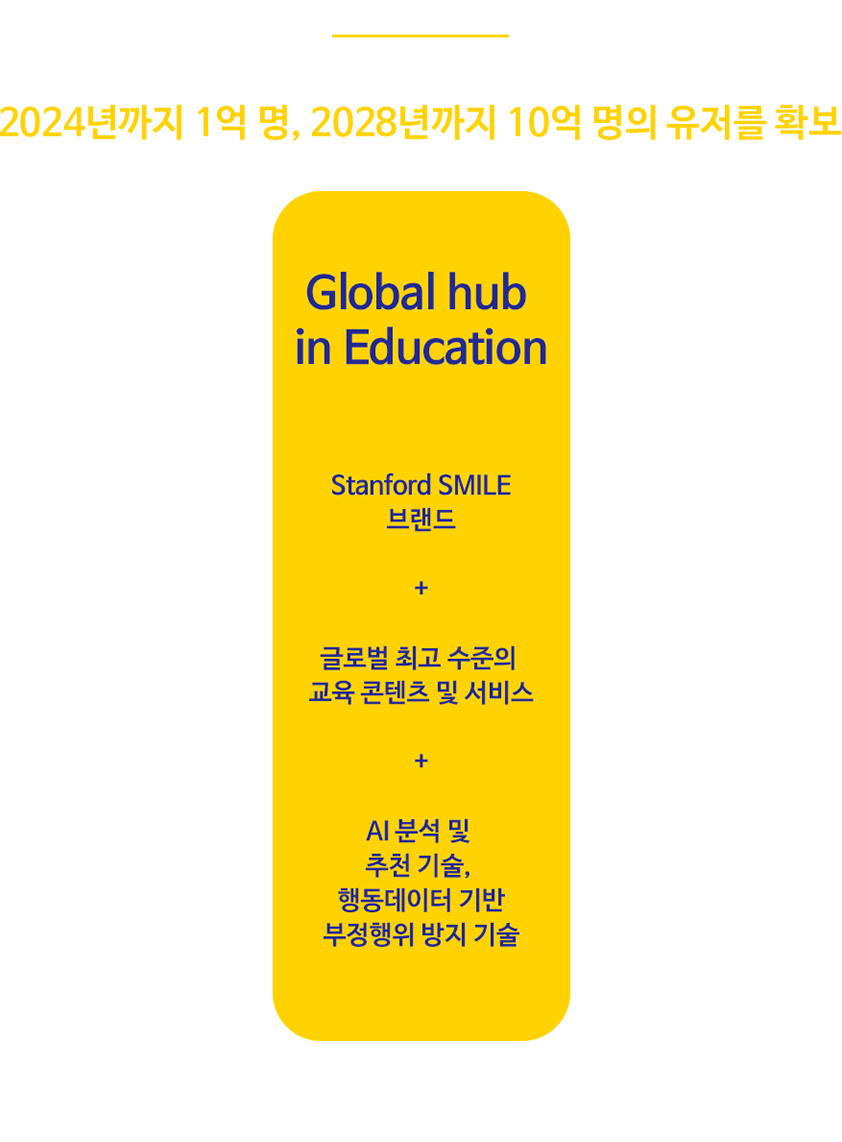 2024년까지 1억 명, 2028년까지 10억 명의 유저를 확보
Global hub
in Education
Stanford SMILE
브랜드
+
글로벌 최고 수준의
교육 콘텐츠 및 서비스
+
AI 분석 및
추천 기술,
행동데이터 기반
부정행위 방지 기술